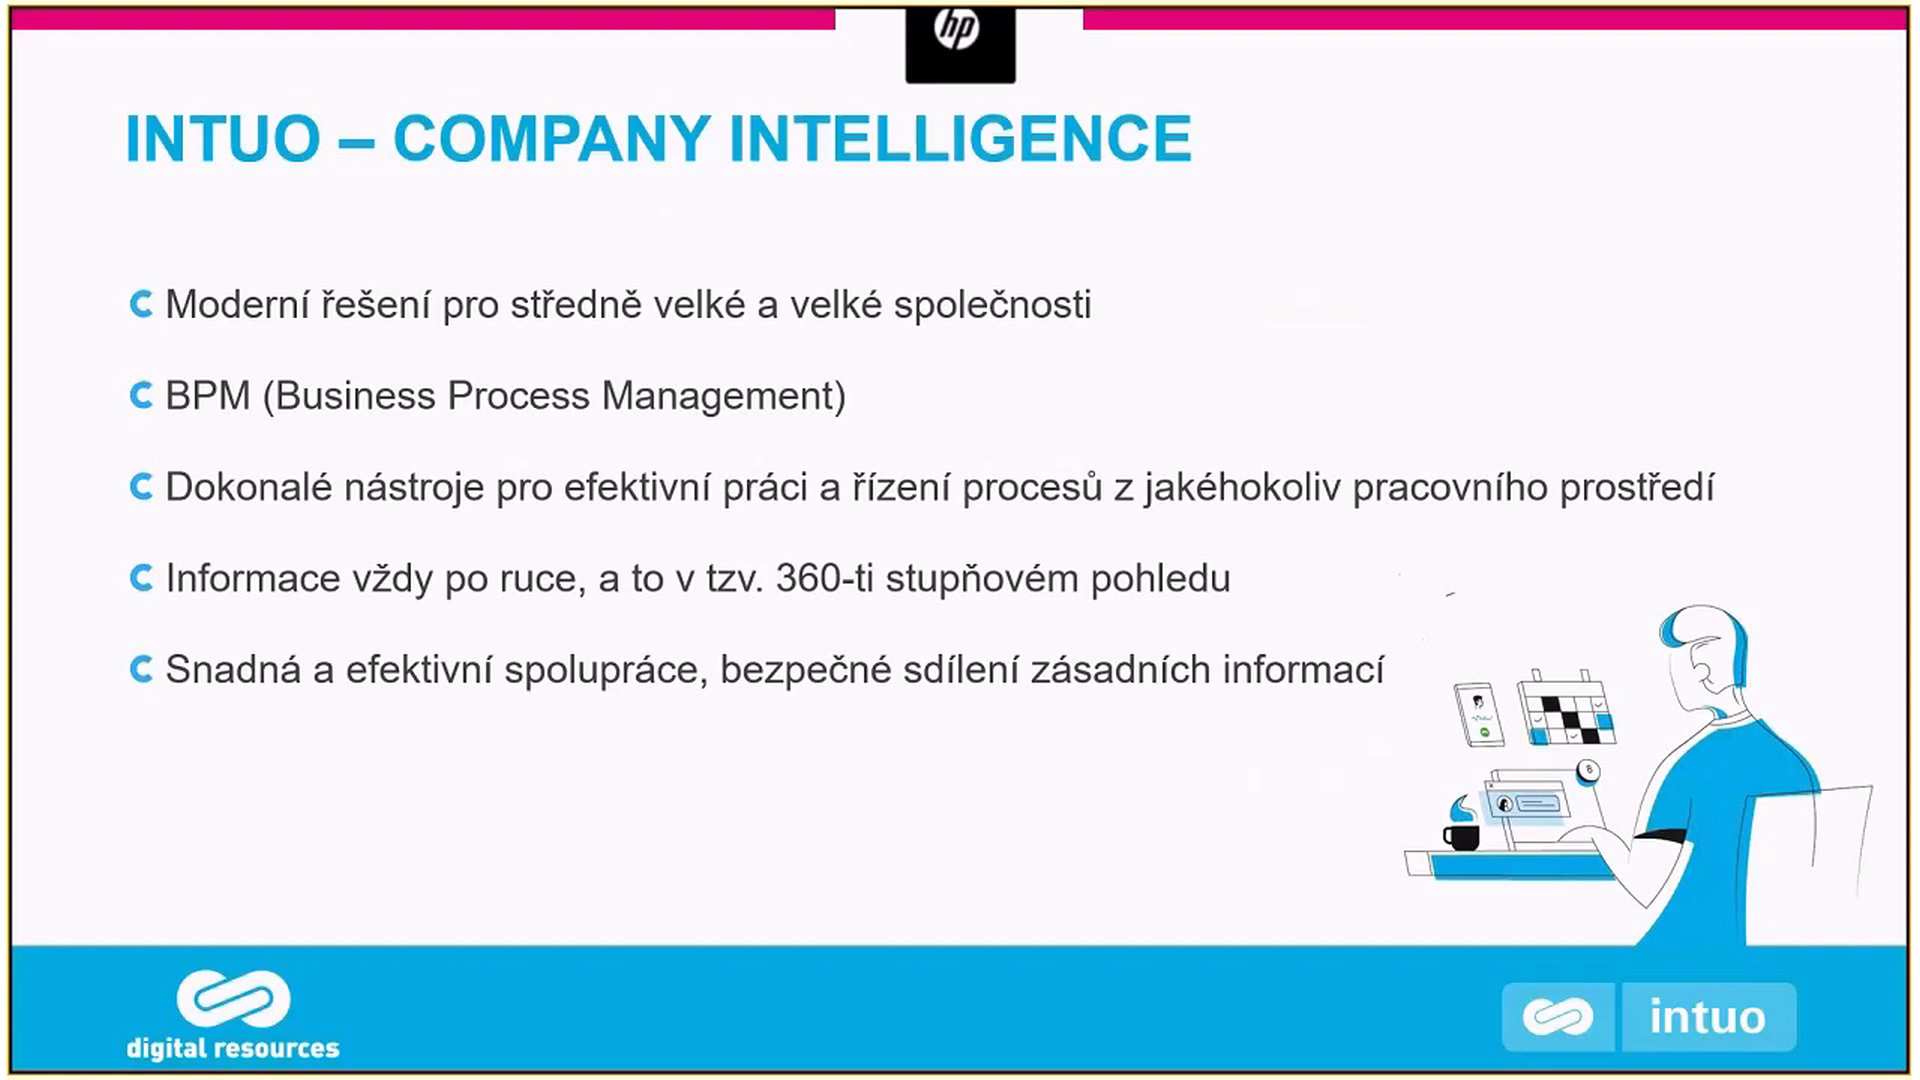 hp
INTUO – COMPANY INTELLIGENCE
Moderní řešení pro středně velké a velké společnosti
BPM (Business Process Management)
Dokonalé nástroje pro efektivní práci a řízení procesů z jakéhokoliv pracovního prostředí
Informace vždy po ruce, a to v tzv. 360-ti stupňovém pohledu
Snadná a efektivní spolupráce, bezpečné sdílení zásadních informací
8
digital resources
intuo